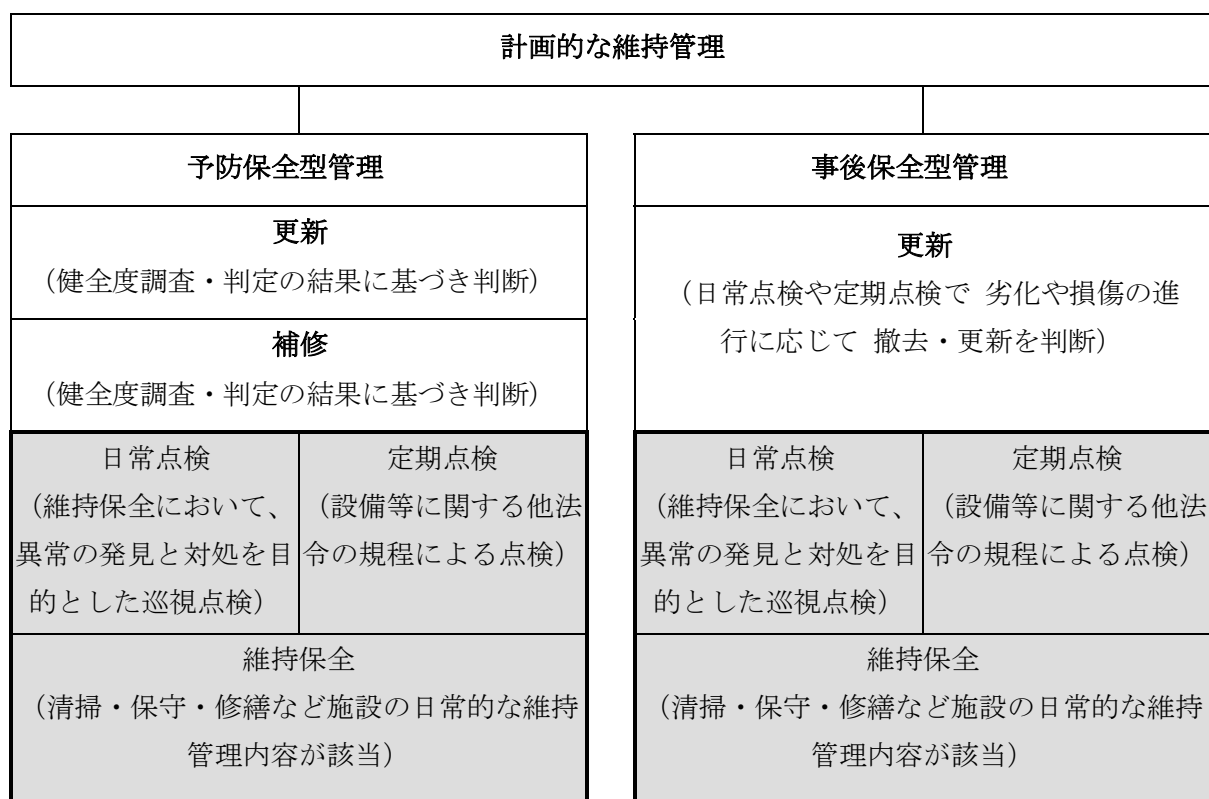 計画的な維持管理
予防保全型管理
更新
（健全度調査・判定の結果に基づき判断）
補修
（健全度調査・判定の結果に基づき判断）
日常点検
（維持保全において、
異常の発見と対処を目
的とした巡視点検）
定期点検
（設備等に関する他法
令の規程による点検）
維持保全
（清掃・保守・修繕など施設の日常的な維持
管理内容が該当）
事後保全型管理
更新
（日常点検や定期点検で 劣化や損傷の進
行に応じて 撤去・更新を判断）
日常点検
（維持保全において、
異常の発見と対処を目
的とした巡視点検）
定期点検
（設備等に関する他法
令の規程による点検）
維持保全
（清掃・保守・修繕など施設の日常的な維持
管理内容が該当）